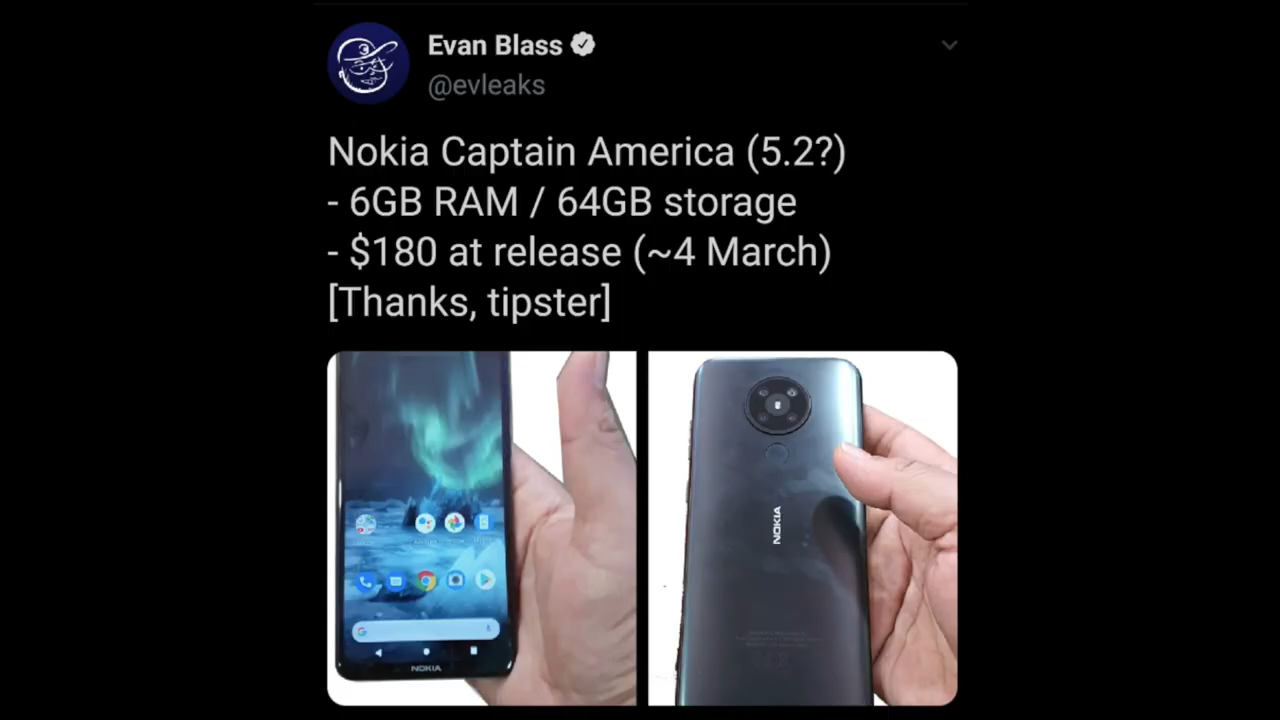 Evan Blass
@evleaks
Nokia Captain America (5.2?)
- 6GB RAM / 64GB storage
- $180 at release (~4 March)
[Thanks, tipster]
NOKIA
NOKIA